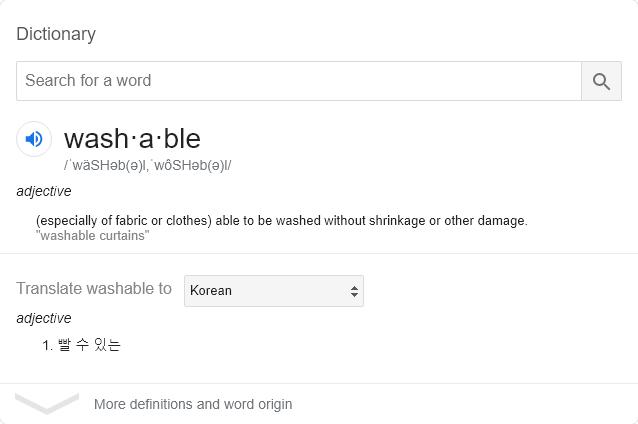 Dictionary
Search for a word
wash·a·ble
/ˈwäSHəb(ə)l,ˈwôSHəb(ə)l/
adjective
(especially of fabric or clothes) able to be washed without shrinkage or other damage.
"washable curtains"
Translate washable to Korean
adjective
1. 빨 수 있는
More definitions and word origin